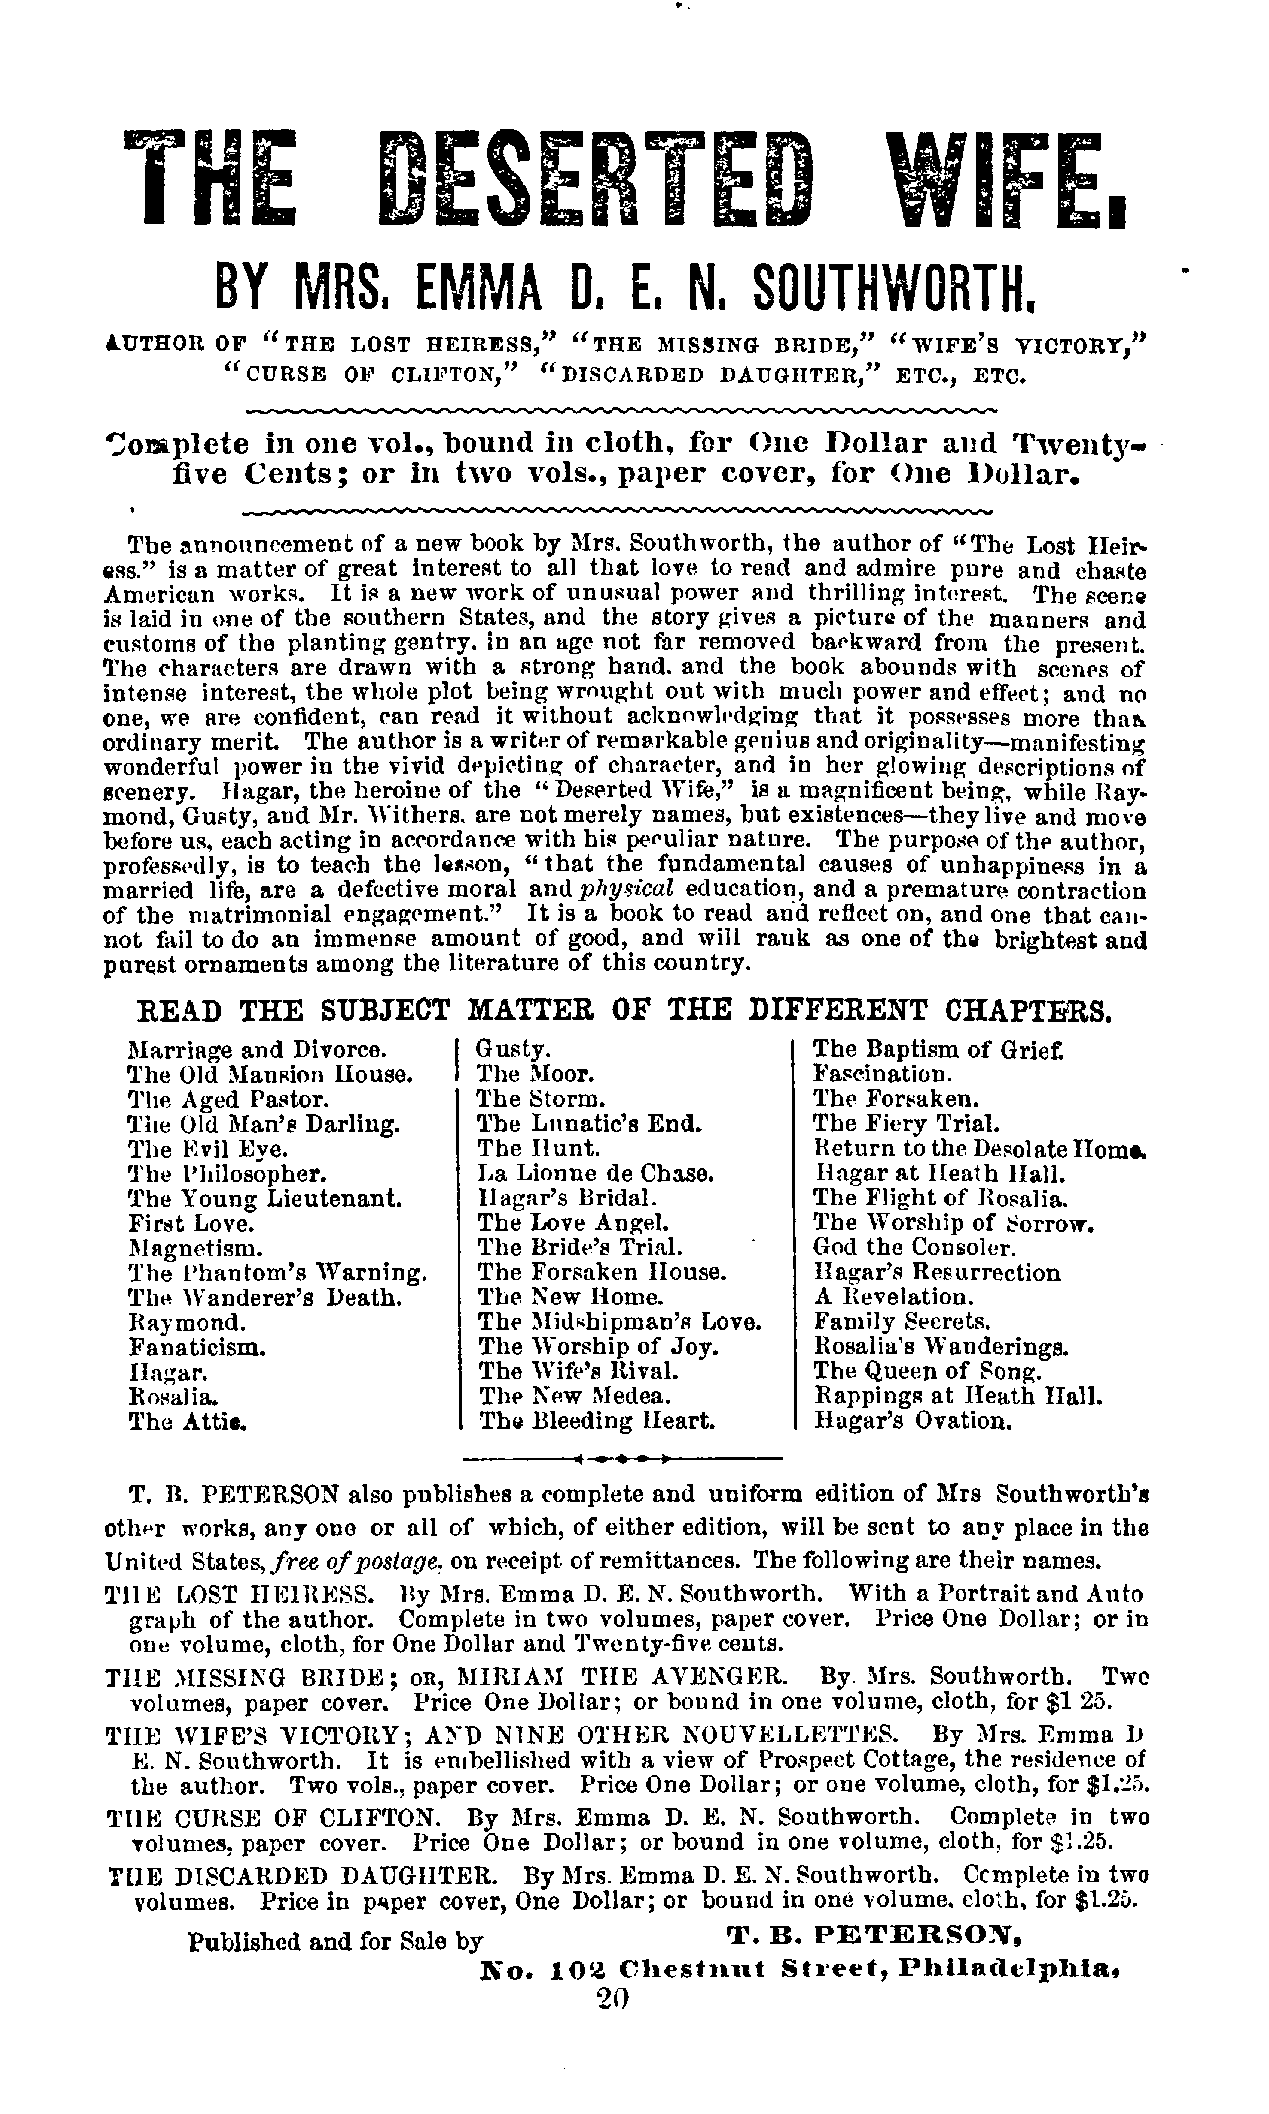 THE DESERTED WIFE.
BY MRS. EMMA D. E. N. SOUTHWORTH,
AUTHOR OF "THE LOST HEIRESS," "THE MISSING BRIDE," "WIFE'S VICTORY,"
"CURSE OF CLIFTON," "DISCARDED DAUGHTER," ETC., ETC.
Complete in one vol., bound in cloth, for One Dollar and Twenty-
five Cents; or in two vols., paper cover, for One Dollar.
The announcement of a new book by Mrs. Southworth, the author of "The Lost Heir-
ess." is a matter of great interest to all that love to read and admire pure and chaste
American works. It is a new work of unusual power and thrilling interest. The scene
is laid in one of the southern States, and the story gives a picture of the manners and
customs of the planting gentry. in an age not far removed backward from the present.
The characters are drawn with a strong hand. and the book abounds with scenes of
intense interest, the whole plot being wrought out with much power and effect; and no
one, we are confident, can read it without acknowledging that it possesses more than
ordinary merit. The author is a writer of remarkable genius and originality—manifesting
wonderful power in the vivid depicting of character, and in her glowing descriptions of
scenery. Hagar, the heroine of the "Deserted Wife," is a magnificent being, while Ray-
mond, Gusty, and Mr. Withers. are not merely names, but existences—they live and move
before us, each acting in accordance with his peculiar nature. The purpose of the author,
professedly, is to teach the lesson, "that the fundamental causes of unhappiness in a
married life, are a defective moral and physical education, and a premature contraction
of the matrimonial engagement." It is a book to read and reflect on, and one that can-
not fail to do an immense amount of good, and will rank as one of the brightest and
purest ornaments among the literature of this country.
READ THE SUBJECT MATTER OF THE DIFFERENT CHAPTERS.
Marriage and Divorce.
The Old Mansion House.
The Aged Pastor.
The Old Man's Darling.
The Evil Eye.
The Philosopher.
The Young Lieutenant.
First Love.
Magnetism.
The Phantom's Warning.
The Wanderer's Death.
Raymond.
Fanaticism.
Hagar.
Rosalia.
The Attic.
Gusty.
The Moor.
The Storm.
The Lunatic's End.
The Hunt.
La Lionne de Chase.
Hagar's Bridal.
The Love Angel.
The Bride's Trial.
The Forsaken House.
The New Home.
The Midshipman's Love.
The Worship of Joy.
The Wife's Rival.
The New Medea.
The Bleeding Heart.
The Baptism of Grief.
Fascination.
The Forsaken.
The Fiery Trial.
Return to the Desolate Home.
Hagar at Heath Hall.
The Flight of Rosalia.
The Worship of Sorrow.
God the Consoler.
Hagar's Resurrection
A Revelation.
Family Secrets.
Rosalia's Wanderings.
The Queen of Song.
Rappings at Heath Hall.
Hagar's Ovation.
T. B. PETERSON also publishes a complete and uniform edition of Mrs Southworth's
other works, any one or all of which, of either edition, will be sent to any place in the
United States, free of postage, on receipt of remittances. The following are their names.
THE LOST HEIRESS. By Mrs. Emma D. E. N. Southworth. With a Portrait and Auto
graph of the author. Complete in two volumes, paper cover. Price One Dollar; or in
one volume, cloth, for One Dollar and Twenty-five cents.
THE MISSING BRIDE; OR, MIRIAM THE AVENGER. By. Mrs. Southworth. Two
volumes, paper cover. Price One Dollar; or bound in one volume, cloth, for $1 25.
THE WIFE'S VICTORY; AND NINE OTHER NOUVELLETTES. By Mrs. Emma D
E. N. Southworth. It is embellished with a view of Prospect Cottage, the residence of
the author. Two vols., paper cover. Price One Dollar; or one volume, cloth, for $1.25.
THE CURSE OF CLIFTON. By Mrs. Emma D. E. N. Southworth. Complete in two
volumes, paper cover. Price One Dollar; or bound in one volume, cloth, for $1.25.
THE DISCARDED DAUGHTER. By Mrs. Emma D. E. N. Southworth. Complete in two
volumes. Price in paper cover, One Dollar; or bound in one volume, cloth, for $1.25.
Published and for Sale by T. B. PETERSON,
No. 102 Chestnut Street, Philadelphia.
20